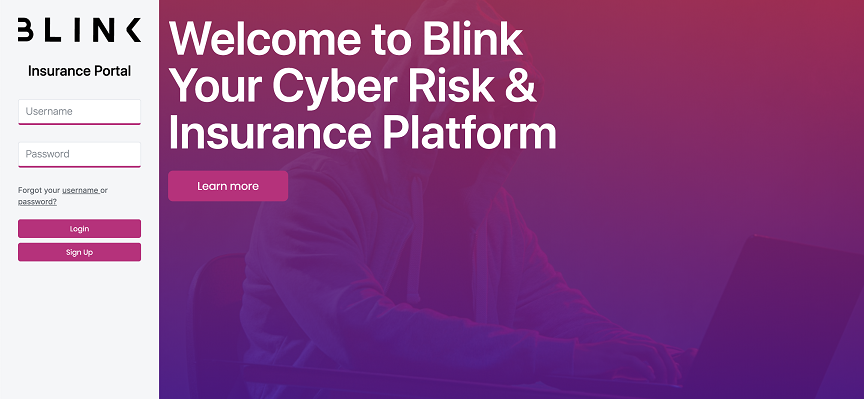 BLINK
Insurance Portal
Username
Password
Forgot your username or
password?
Login
Sign Up
Welcome to Blink
Your Cyber Risk &
Insurance Platform
Learn more